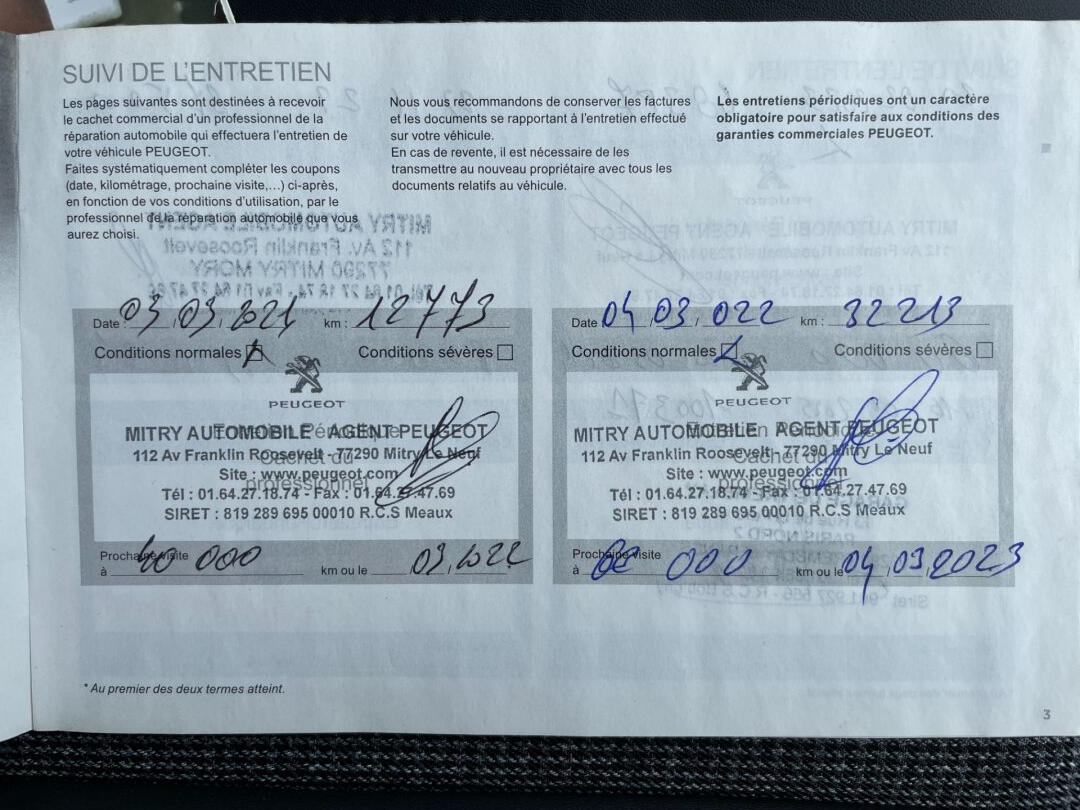 SUIVI DE L'ENTRETIEN
Les pages suivantes sont destinées à recevoir
le cachet commercial d'un professionnel de la
réparation automobile qui effectuera l'entretien de
votre véhicule PEUGEOT.
Faites systématiquement compléter les coupons
(date, kilométrage, prochaine visite,...) ci-après,
en fonction de vos conditions d'utilisation, par le
professionnel de la réparation automobile que vous
aurez choisi.
Nous vous recommandons de conserver les factures
et les documents se rapportant à l'entretien effectué
sur votre véhicule.
En cas de revente, il est nécessaire de les
transmettre au nouveau propriétaire avec tous les
documents relatifs au véhicule.
Les entretiens périodiques ont un caractère
obligatoire pour satisfaire aux conditions des
garanties commerciales PEUGEOT.
Date : 03 / 03 / 2021 km : 12773
Conditions normales Conditions sévères
PEUGEOT
Entretien Périodique
MITRY AUTOMOBILE AGENT PEUGEOT
112 Av Franklin Roosevelt - 77290 Mitry Le Neuf
Cachet du
Site : www.peugeot.com
professionnel
Tél : 01.64.27.18.74 - Fax : 01.64.27.47.69
SIRET : 819 289 695 00010 R.C.S Meaux
Prochaine visite
à 40 000 km ou le 03.2022
Date 04 / 03 / 022 km : 32213
Conditions normales Conditions sévères
PEUGEOT
Entretien Périodique
MITRY AUTOMOBILE AGENT PEUGEOT
112 Av Franklin Roosevelt - 77290 Mitry Le Neuf
Cachet du
Site : www.peugeot.com
professionnel
Tél : 01.64.27.18.74 - Fax : 01.64.27.47.69
SIRET : 819 289 695 00010 R.C.S Meaux
Prochaine visite
à 000 km ou le 04 / 03 / 2023
* Au premier des deux termes atteint.
3